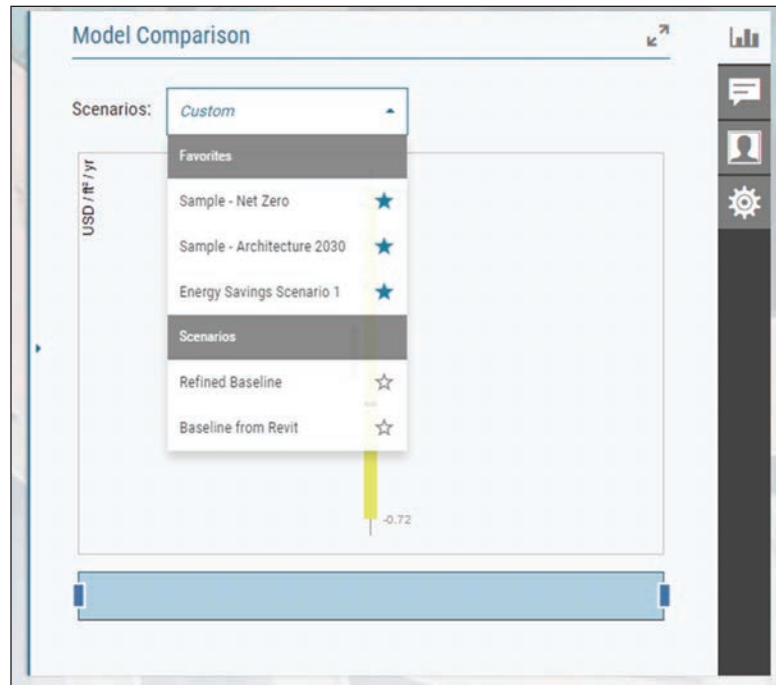 Model Comparison
Scenarios: Custom
Favorites
USD / ft² / yr
Sample - Net Zero
Sample - Architecture 2030
Energy Savings Scenario 1
Scenarios
Refined Baseline
Baseline from Revit
-0.72